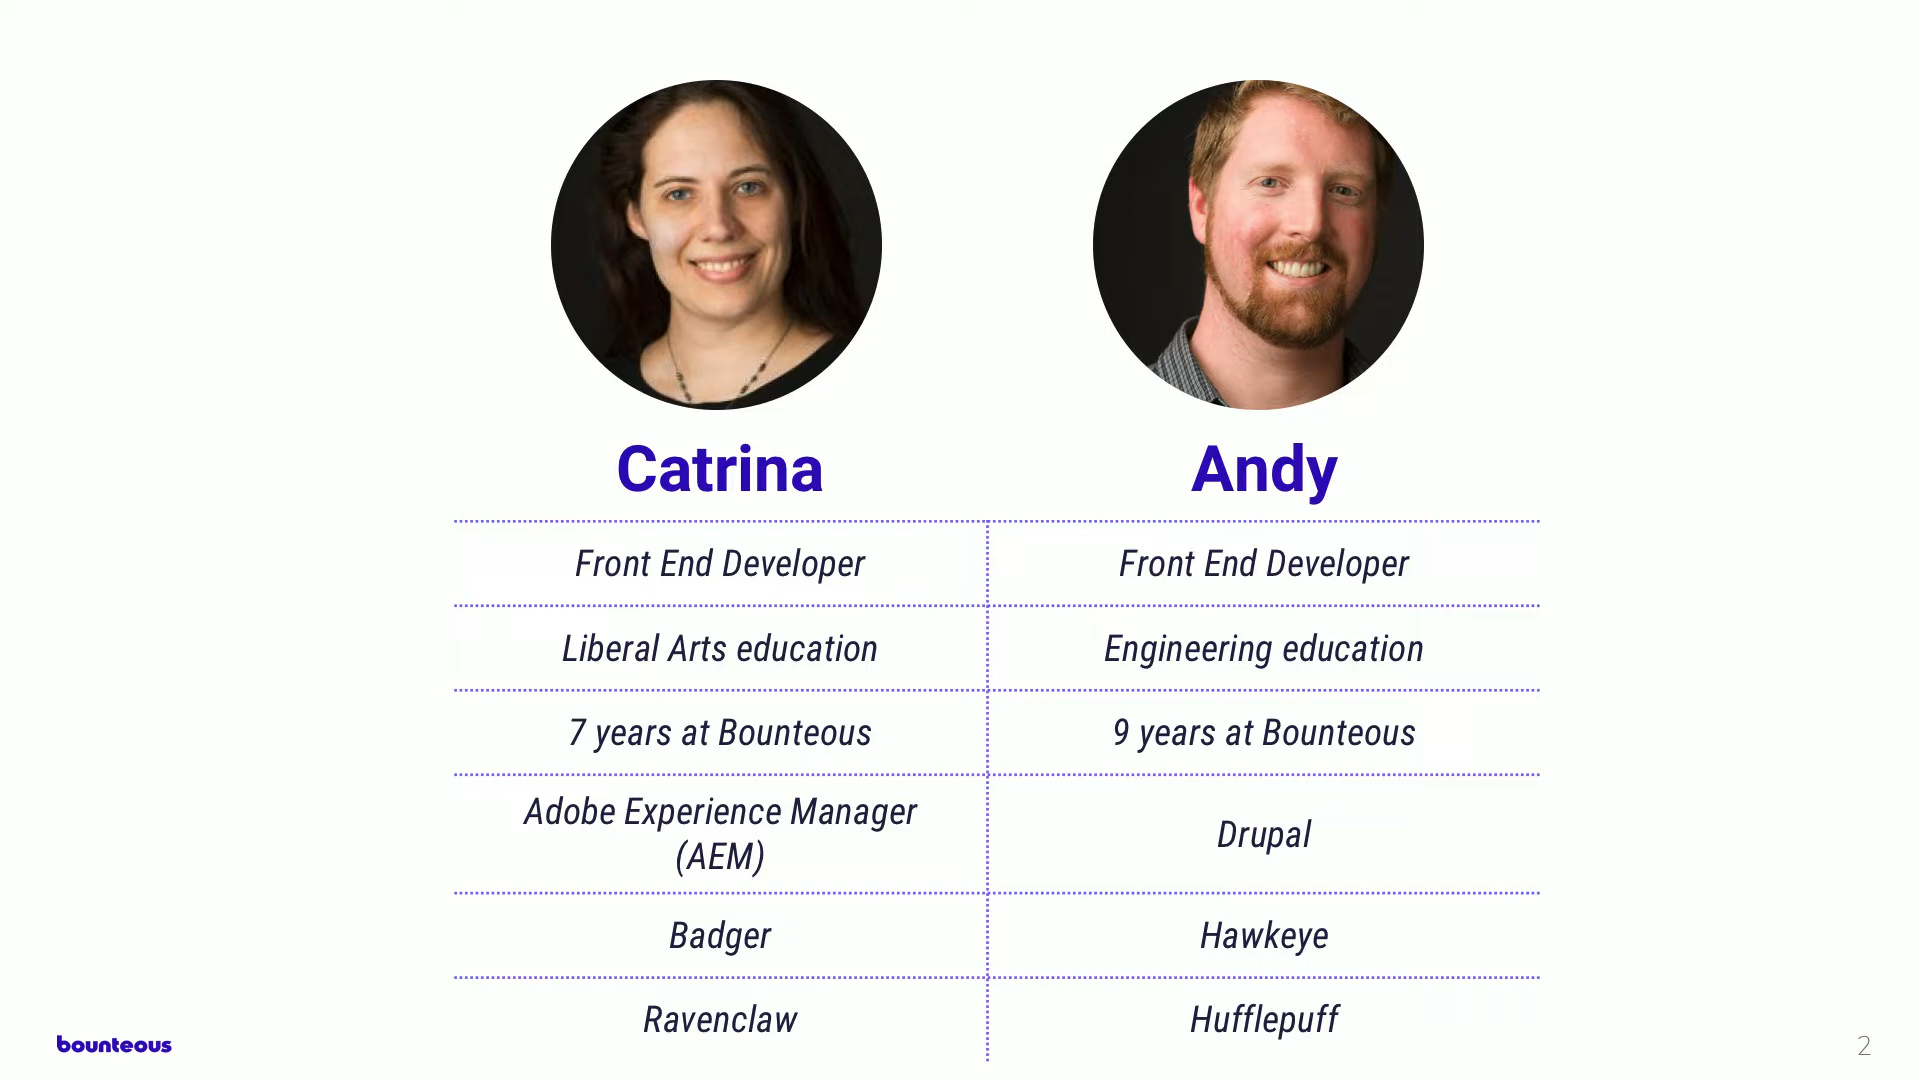 Catrina
Andy
Front End Developer
Front End Developer
Liberal Arts education
Engineering education
7 years at Bounteous
9 years at Bounteous
Adobe Experience Manager
(AEM)
Drupal
Badger
Hawkeye
Ravenclaw
Hufflepuff
bounteous
2